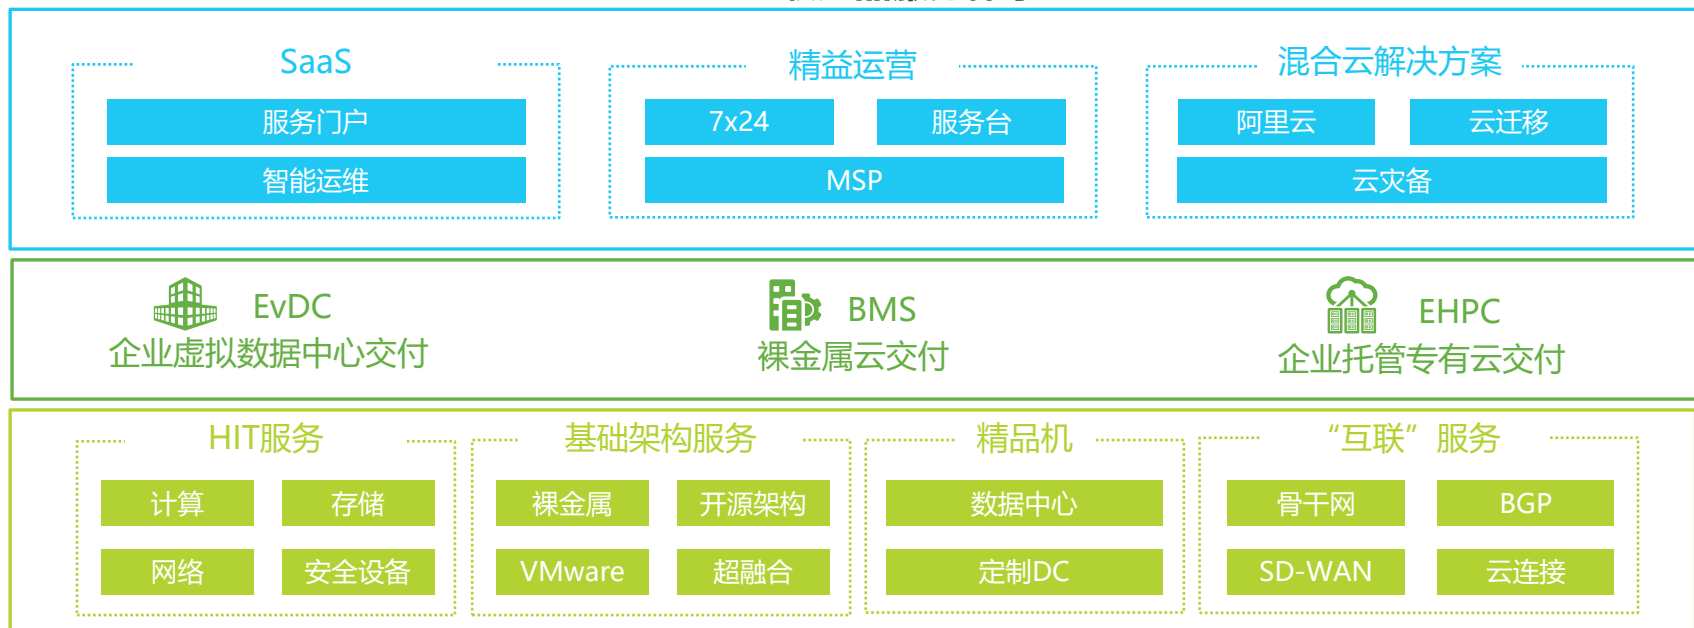 SaaS
精益运营
混合云解决方案
服务门户
7x24
服务台
阿里云
云迁移
智能运维
MSP
云灾备
EvDC
BMS
EHPC
企业虚拟数据中心交付
裸金属云交付
企业托管专有云交付
HIT服务
基础架构服务
精品机
“互联”服务
计算
存储
裸金属
开源架构
数据中心
骨干网
BGP
网络
安全设备
VMware
超融合
定制DC
SD-WAN
云连接